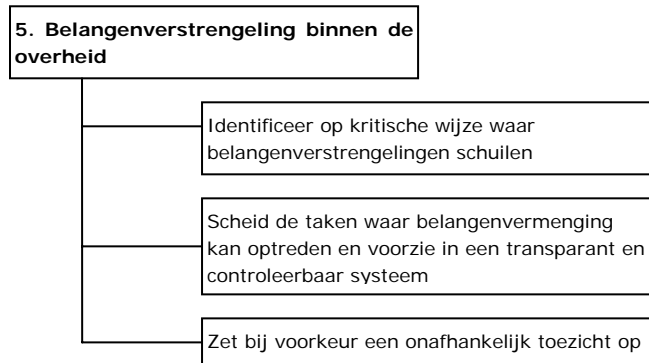 5. Belangenverstrengeling binnen de
overheid
Identificeer op kritische wijze waar
belangenverstrengelingen schuilen
Scheid de taken waar belangenvermenging
kan optreden en voorzie in een transparant en
controleerbaar systeem
Zet bij voorkeur een onafhankelijk toezicht op